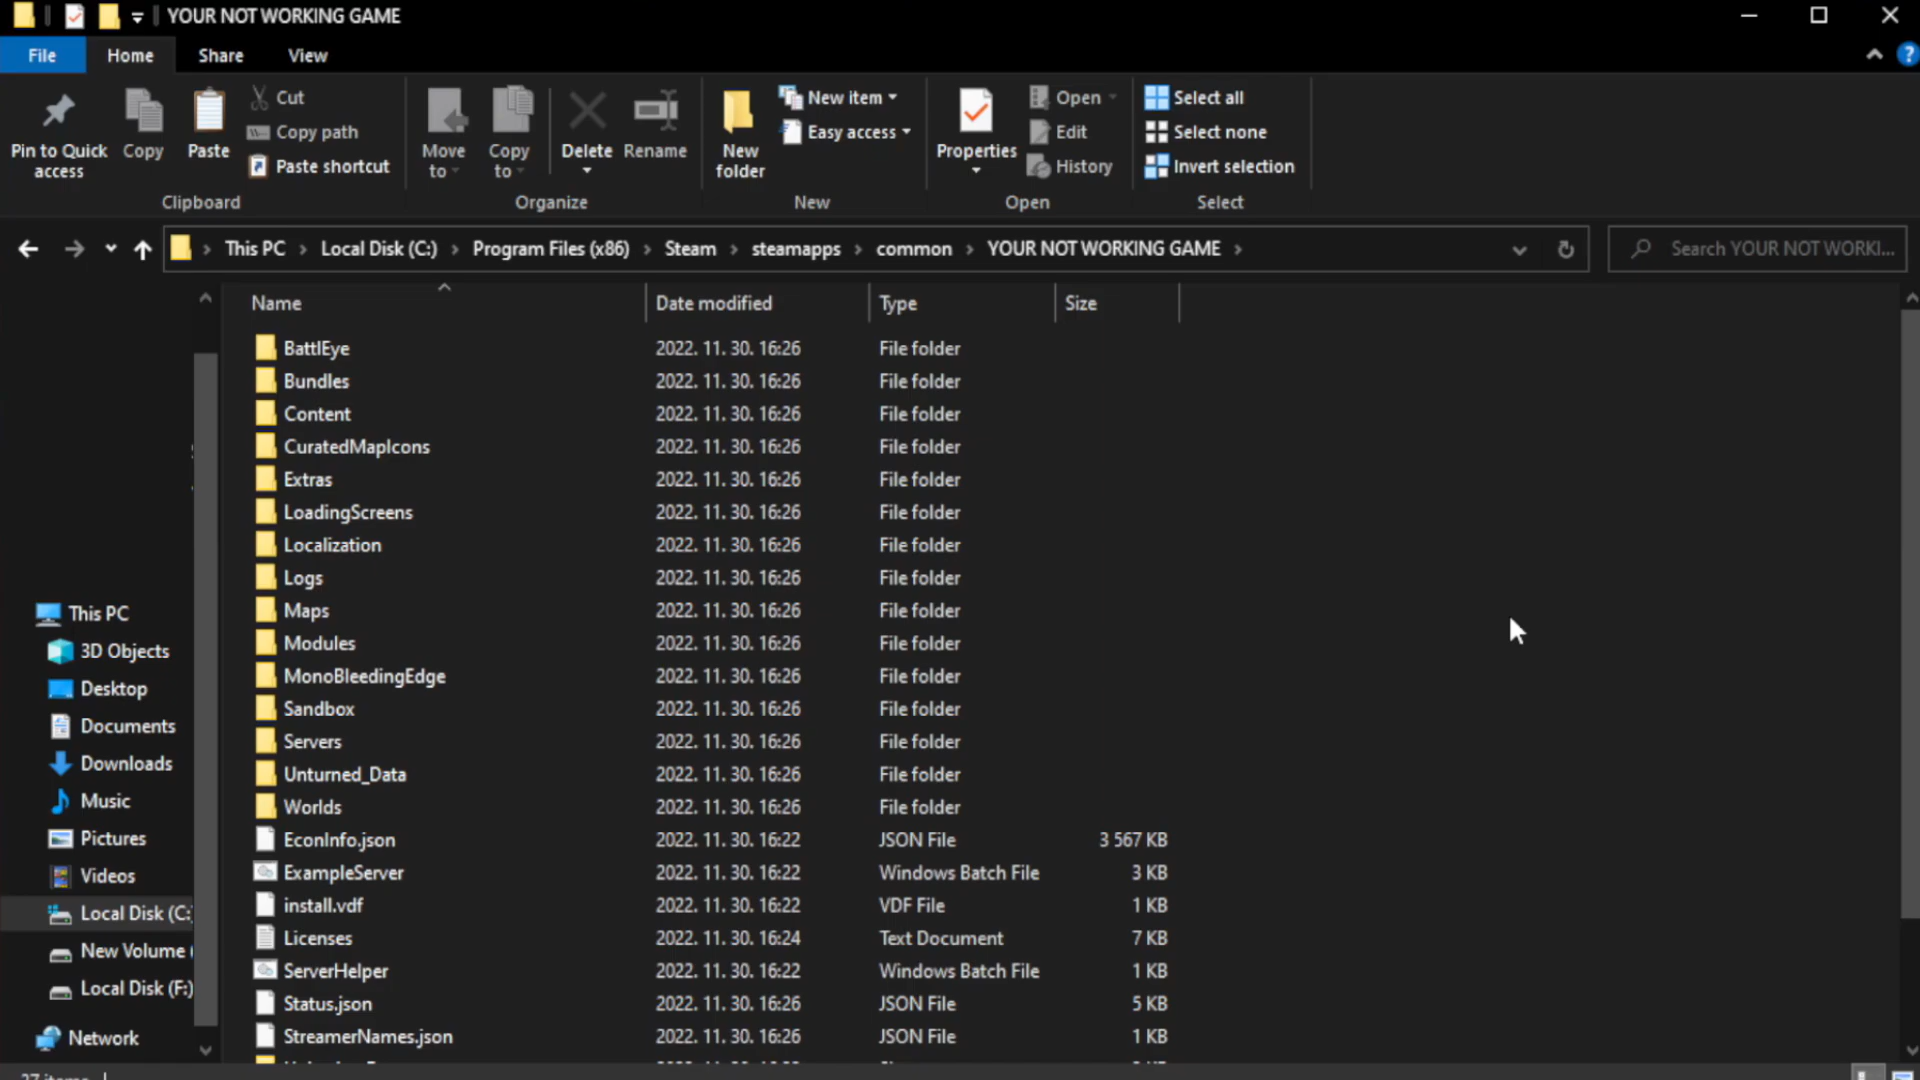 YOUR NOT WORKING GAME
File Home Share View
Pin to Quick access
Copy
Paste
Cut
Copy path
Paste shortcut
Clipboard
Move to
Copy to
Delete
Rename
Organize
New folder
New item
Easy access
New
Properties
Open
Edit
History
Open
Select all
Select none
Invert selection
Select
This PC > Local Disk (C:) > Program Files (x86) > Steam > steamapps > common > YOUR NOT WORKING GAME >
Search YOUR NOT WORKI...
This PC
3D Objects
Desktop
Documents
Downloads
Music
Pictures
Videos
Local Disk (C:
New Volume (
Local Disk (F:)
Network
Name Date modified Type Size
BattlEye 2022. 11. 30. 16:26 File folder
Bundles 2022. 11. 30. 16:26 File folder
Content 2022. 11. 30. 16:26 File folder
CuratedMapIcons 2022. 11. 30. 16:26 File folder
Extras 2022. 11. 30. 16:26 File folder
LoadingScreens 2022. 11. 30. 16:26 File folder
Localization 2022. 11. 30. 16:26 File folder
Logs 2022. 11. 30. 16:26 File folder
Maps 2022. 11. 30. 16:26 File folder
Modules 2022. 11. 30. 16:26 File folder
MonoBleedingEdge 2022. 11. 30. 16:26 File folder
Sandbox 2022. 11. 30. 16:26 File folder
Servers 2022. 11. 30. 16:26 File folder
Unturned_Data 2022. 11. 30. 16:26 File folder
Worlds 2022. 11. 30. 16:26 File folder
EconInfo.json 2022. 11. 30. 16:22 JSON File 3 567 KB
ExampleServer 2022. 11. 30. 16:22 Windows Batch File 3 KB
install.vdf 2022. 11. 30. 16:22 VDF File 1 KB
Licenses 2022. 11. 30. 16:24 Text Document 7 KB
ServerHelper 2022. 11. 30. 16:22 Windows Batch File 1 KB
Status.json 2022. 11. 30. 16:26 JSON File 5 KB
StreamerNames.json 2022. 11. 30. 16:26 JSON File 1 KB